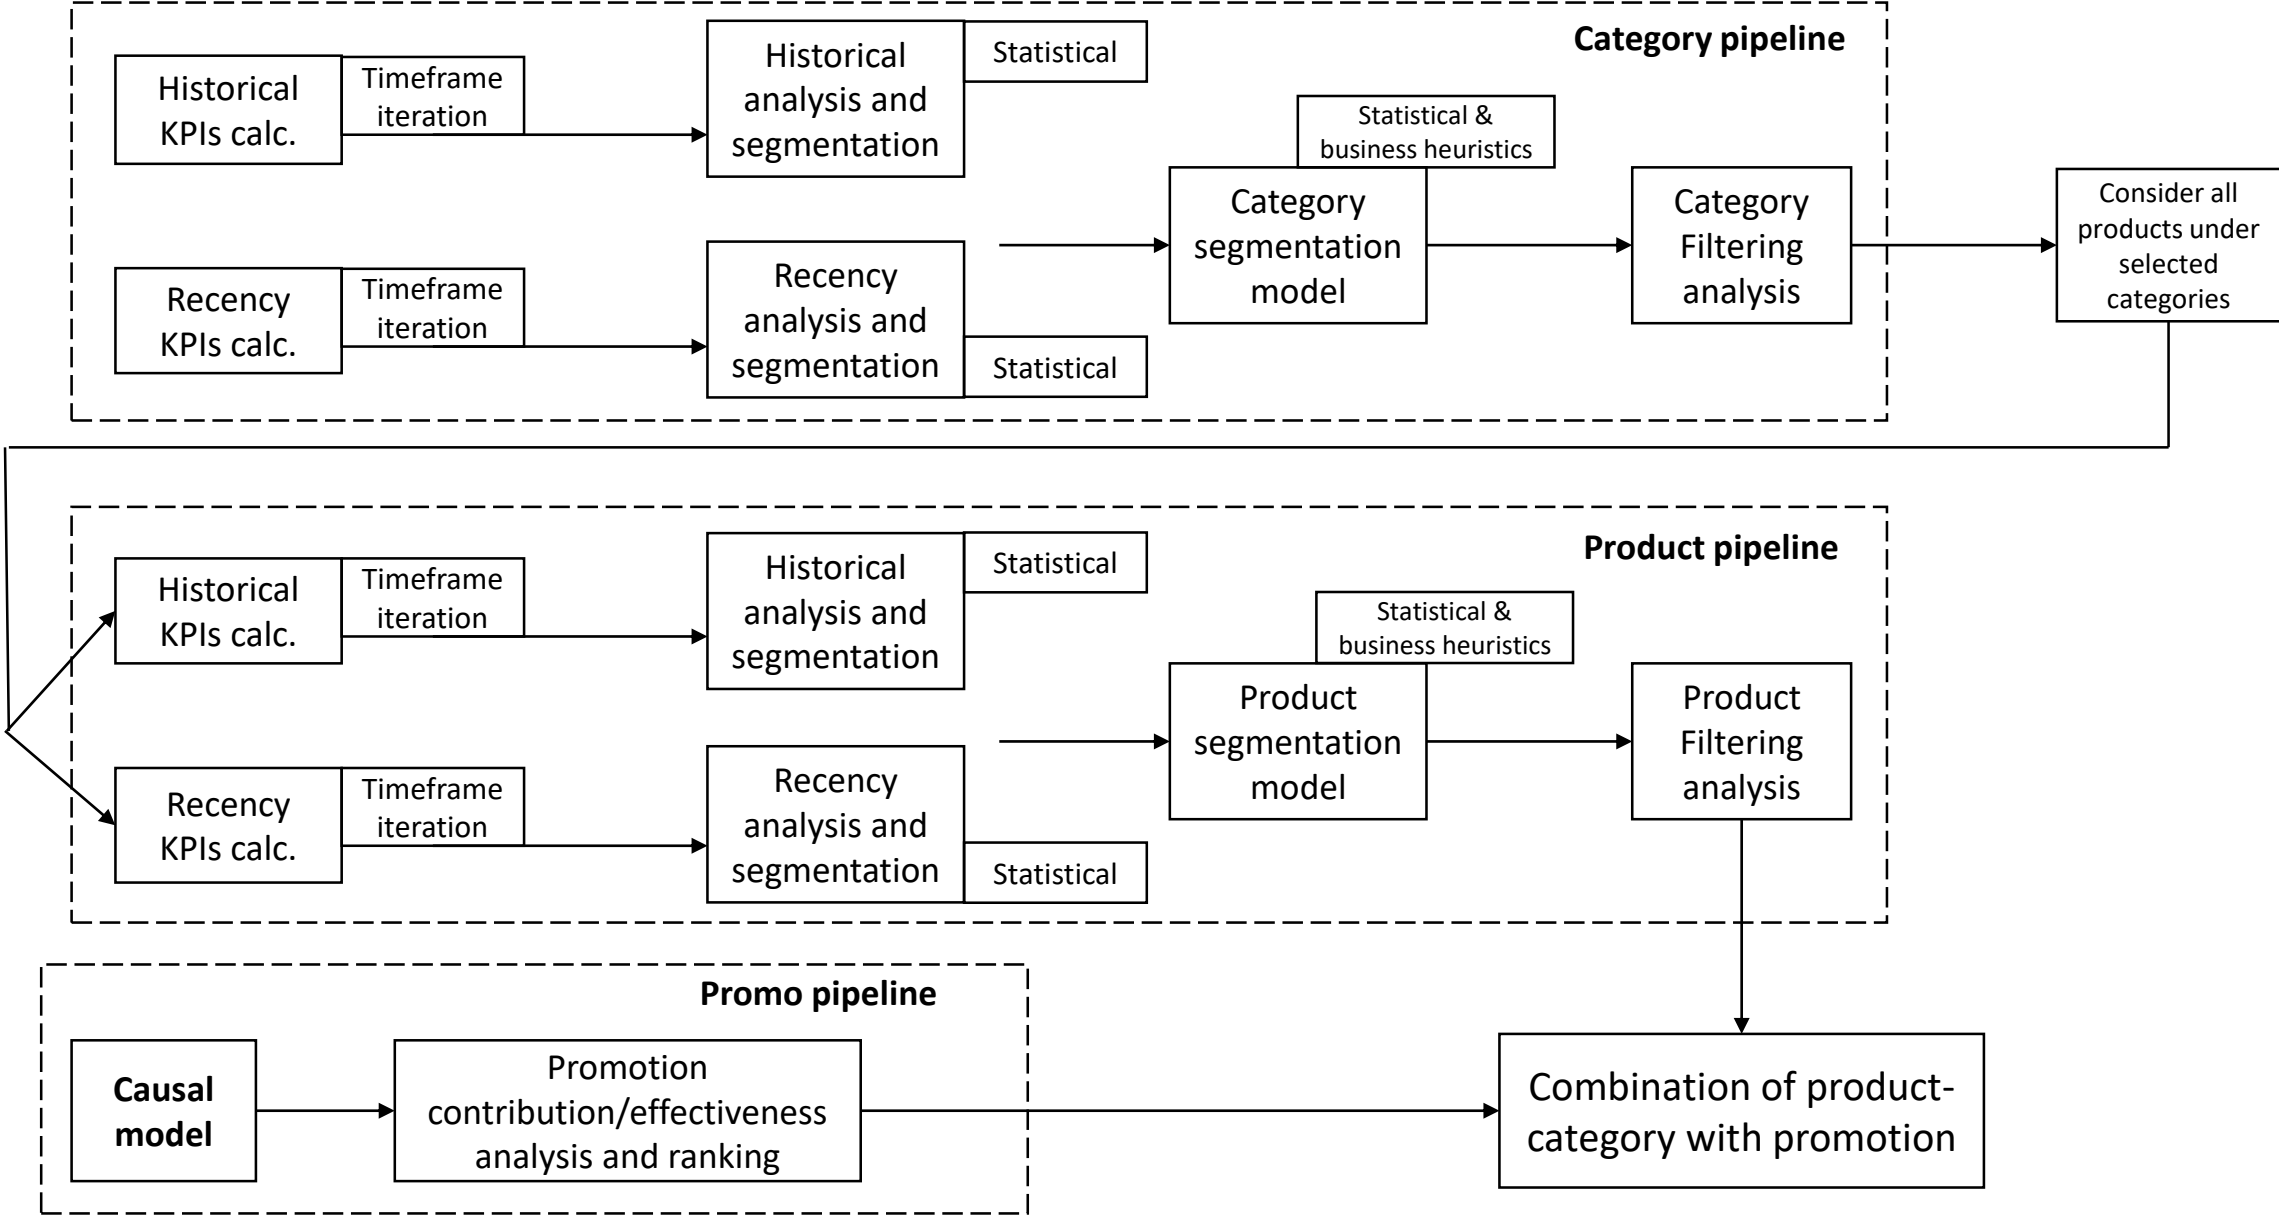 Category pipeline
Historical
KPIs calc.
Timeframe
iteration
Historical
analysis and
segmentation
Statistical
Recency
KPIs calc.
Timeframe
iteration
Recency
analysis and
segmentation
Statistical
Statistical &
business heuristics
Category
segmentation
model
Category
Filtering
analysis
Consider all
products under
selected
categories
Product pipeline
Historical
KPIs calc.
Timeframe
iteration
Historical
analysis and
segmentation
Statistical
Recency
KPIs calc.
Timeframe
iteration
Recency
analysis and
segmentation
Statistical
Statistical &
business heuristics
Product
segmentation
model
Product
Filtering
analysis
Promo pipeline
Causal
model
Promotion
contribution/effectiveness
analysis and ranking
Combination of product-
category with promotion